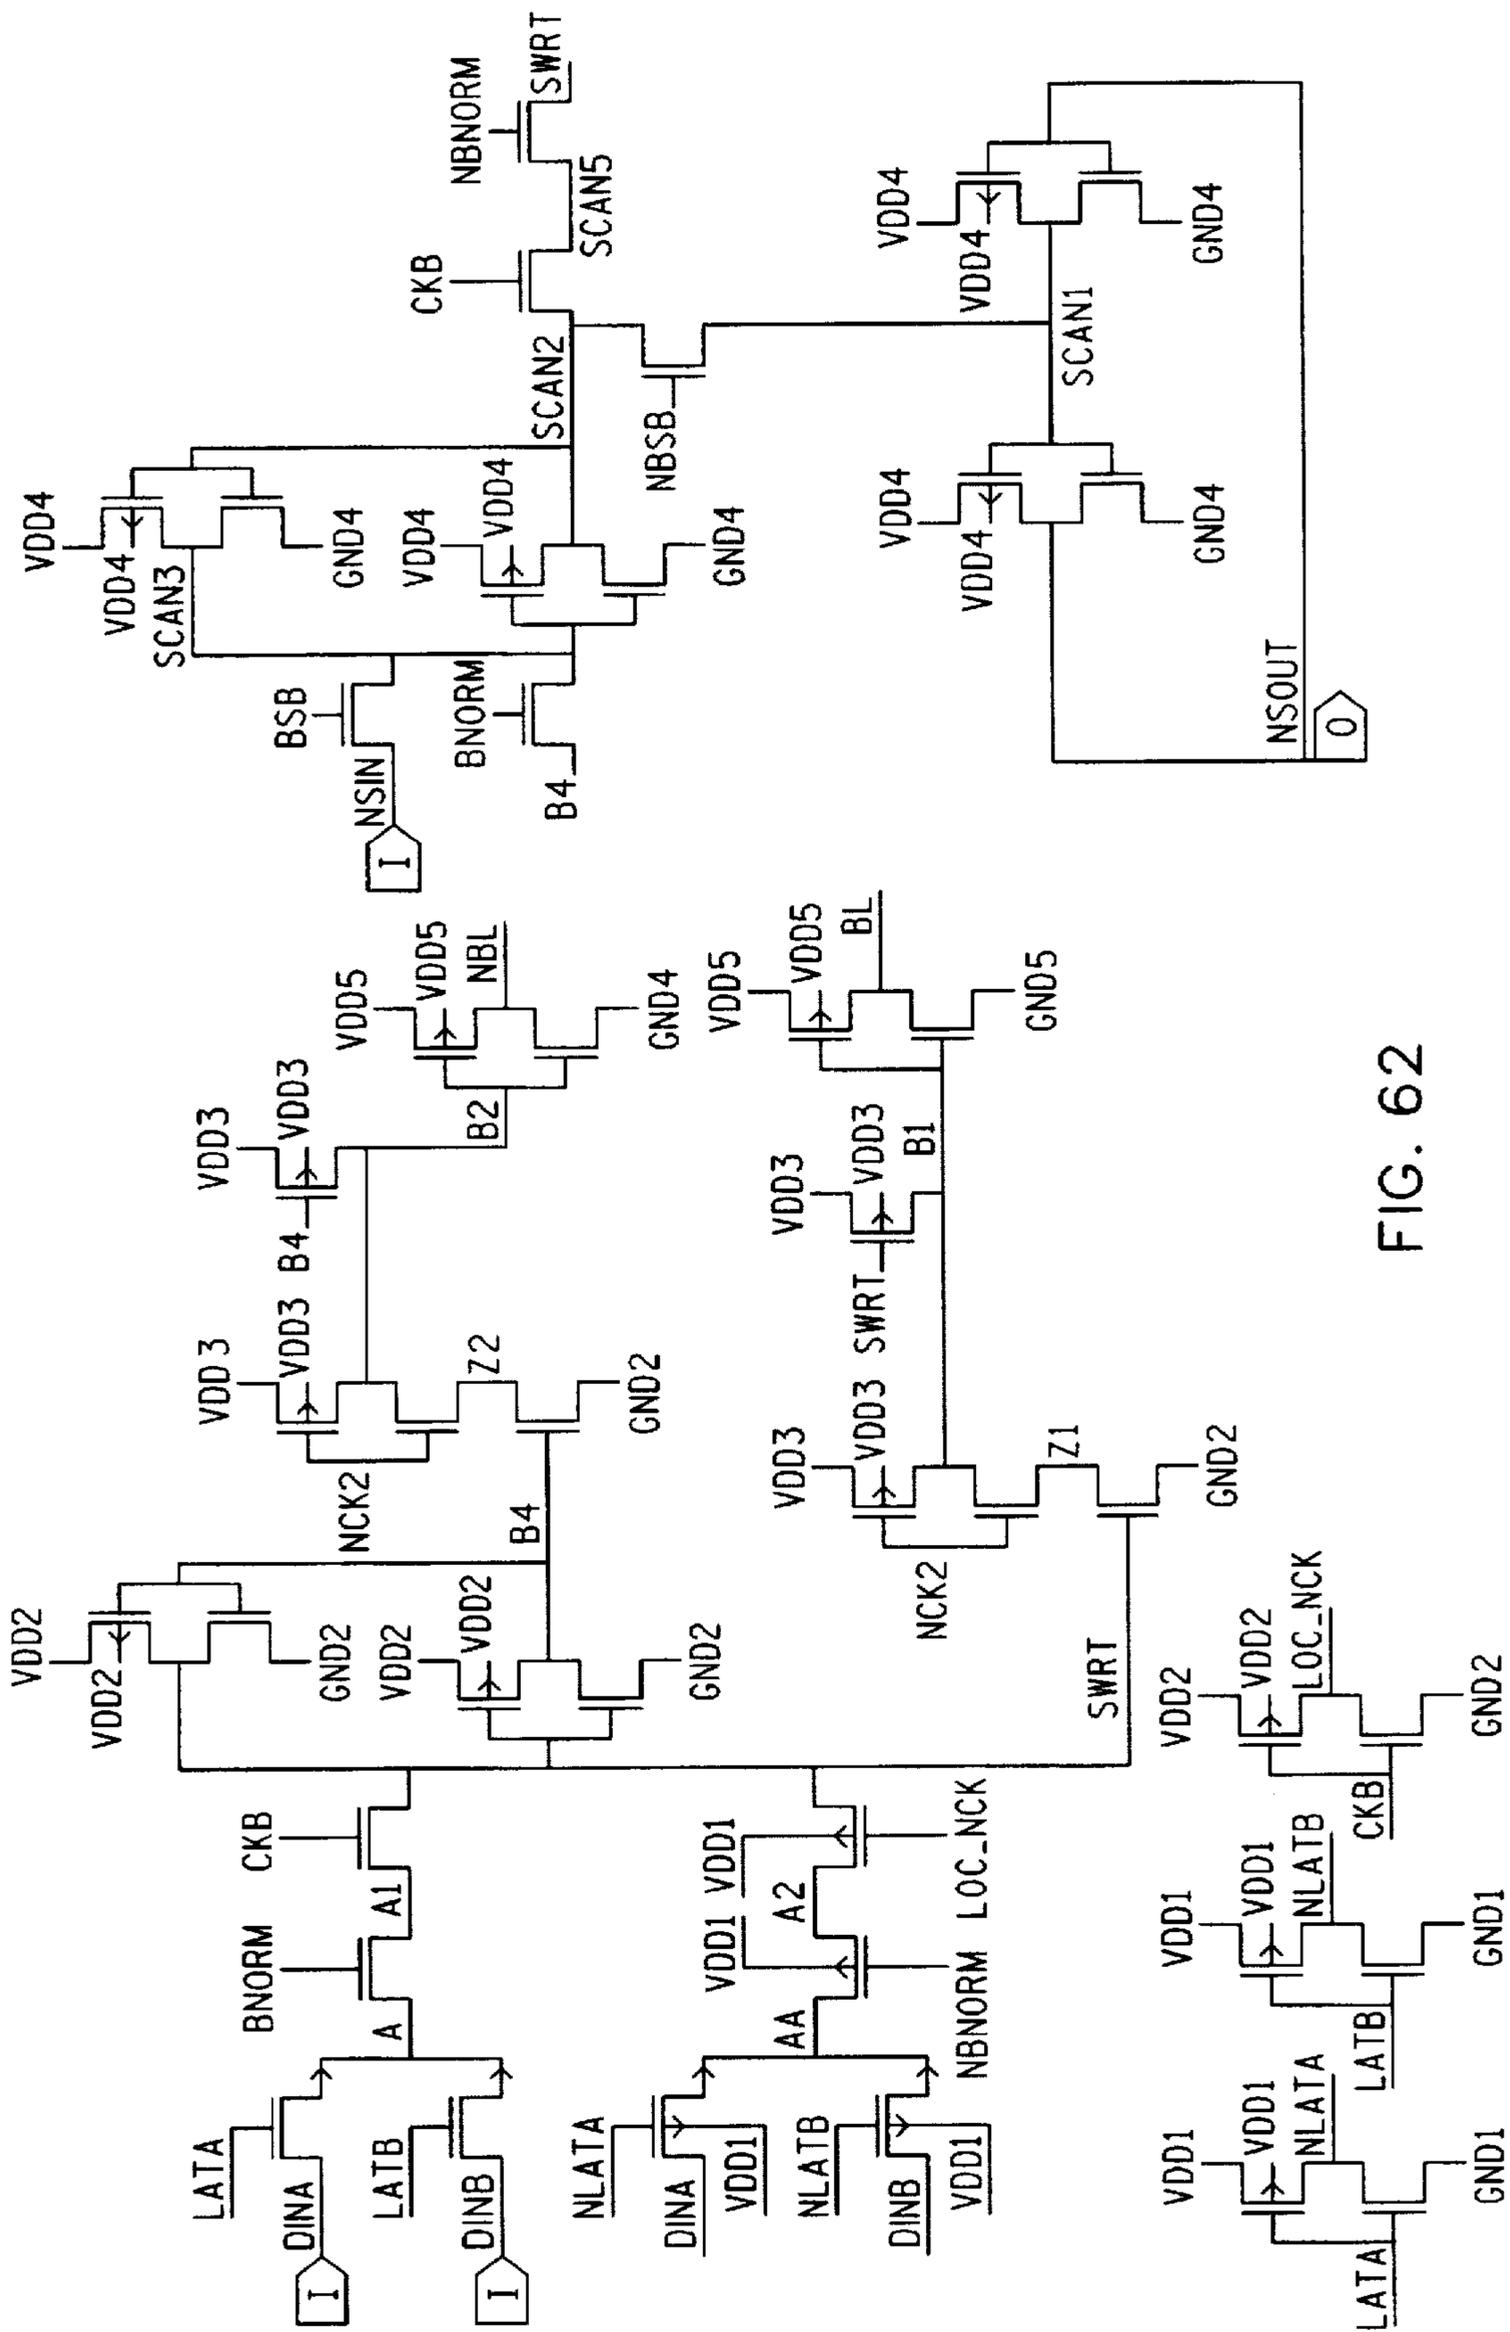 LATA
DINA
I
LATB
DINB
I
A
BNORM
A1
CKB
NLATA
DINA
VDD1
NLATB
DINB
VDD1
AA
NBNORM
VDD1
A2
VDD1
LOC_NCK
VDD2
VDD2
GND2
VDD2
VDD2
GND2
B4
NCK2
VDD3
VDD3
Z2
GND2
B4
VDD3
VDD3
B2
VDD5
VDD5
NBL
GND4
SWRT
NCK2
VDD3
VDD3
Z1
GND2
SWRT
VDD3
VDD3
B1
VDD5
VDD5
BL
GND5
LATA
VDD1
VDD1
NLATA
GND1
LATB
VDD1
VDD1
NLATB
GND1
CKB
VDD2
VDD2
LOC_NCK
GND2
I
NSIN
BSB
B4
BNORM
SCAN3
VDD4
VDD4
GND4
VDD4
VDD4
GND4
SCAN2
CKB
SCAN5
NBNORM
SWRT
NBSB
VDD4
VDD4
GND4
SCAN1
VDD4
VDD4
GND4
NSOUT
O
FIG. 62